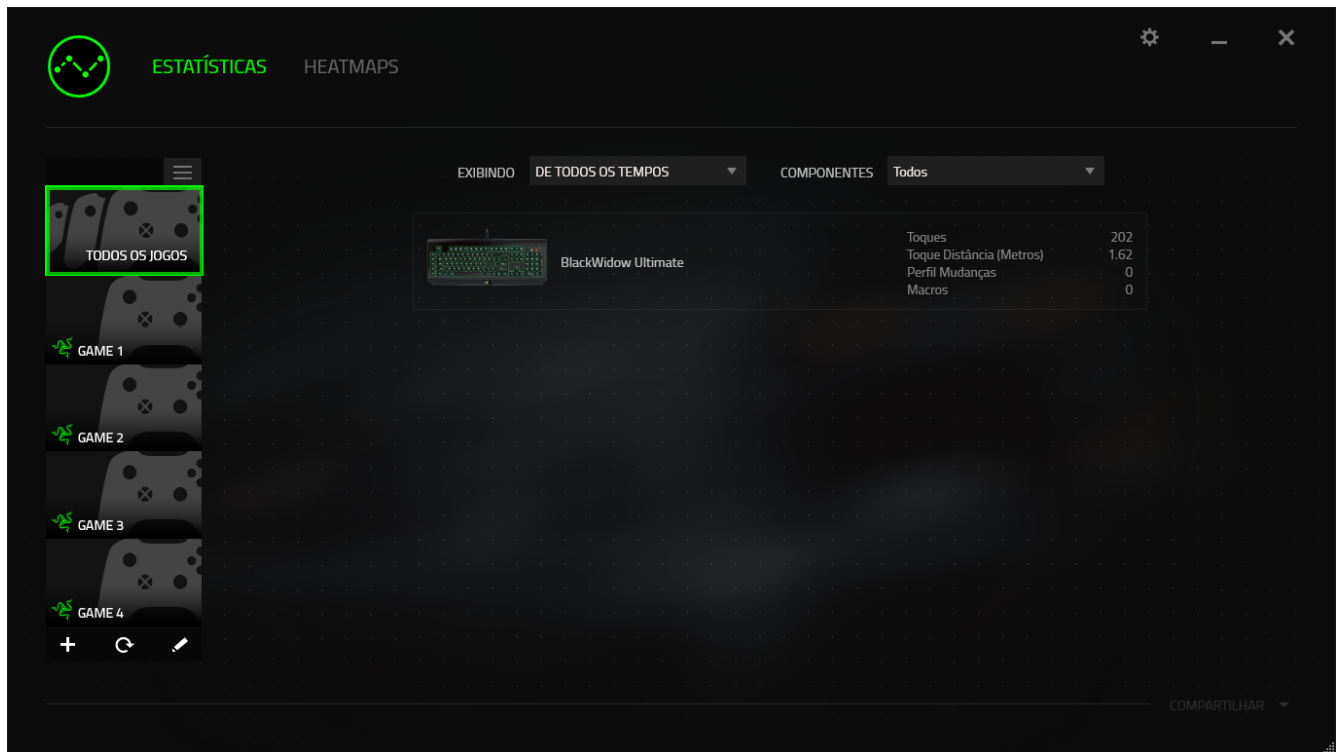 ESTATÍSTICAS HEATMAPS
EXIBINDO DE TODOS OS TEMPOS COMPONENTES Todos
TODOS OS JOGOS
GAME 1
GAME 2
GAME 3
GAME 4
BlackWidow Ultimate
Toques 202
Toque Distância (Metros) 1.62
Perfil Mudanças 0
Macros 0
COMPARTILHAR